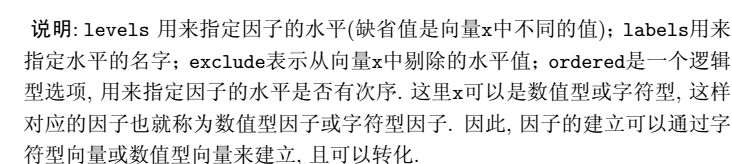 说明: levels 用来指定因子的水平(缺省值是向量x中不同的值); labels用来
指定水平的名字; exclude表示从向量x中剔除的水平值; ordered是一个逻辑
型选项, 用来指定因子的水平是否有次序. 这里x可以是数值型或字符型, 这样
对应的因子也就称为数值型因子或字符型因子. 因此, 因子的建立可以通过字
符型向量或数值型向量来建立, 且可以转化.